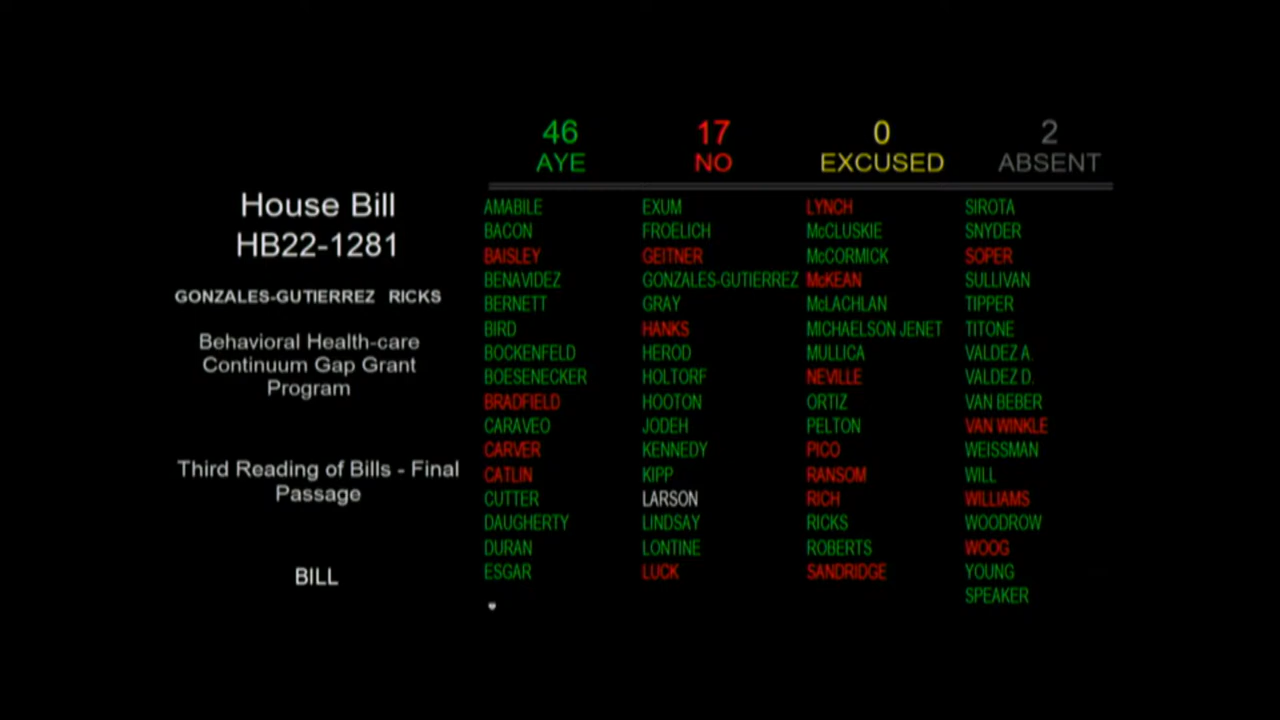 46 17 0 2
AYE NO EXCUSED ABSENT
House Bill
HB22-1281
GONZALES-GUTIERREZ RICKS
Behavioral Health-care
Continuum Gap Grant
Program
Third Reading of Bills - Final
Passage
BILL
AMABILE EXUM LYNCH SIROTA
BACON FROELICH McCLUSKIE SNYDER
BAISLEY GEITNER McCORMICK SOPER
BENAVIDEZ GONZALES-GUTIERREZ McKEAN SULLIVAN
BERNETT GRAY McLACHLAN TIPPER
BIRD HANKS MICHAELSON JENET TITONE
BOCKENFELD HEROD MULLICA VALDEZ A.
BOESENECKER HOLTORF NEVILLE VALDEZ D.
BRADFIELD HOOTON ORTIZ VAN BEBER
CARAVEO JODEH PELTON VAN WINKLE
CARVER KENNEDY PICO WEISSMAN
CATLIN KIPP RANSOM WILL
CUTTER LARSON RICH WILLIAMS
DAUGHERTY LINDSAY RICKS WOODROW
DURAN LONTINE ROBERTS WOOG
ESGAR LUCK SANDRIDGE YOUNG
SPEAKER